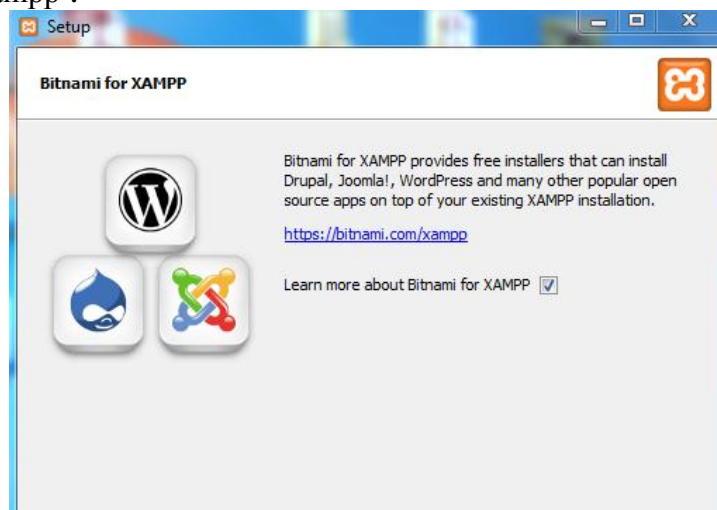 Setup
Bitnami for XAMPP
Bitnami for XAMPP provides free installers that can install
Drupal, Joomla!, WordPress and many other popular open
source apps on top of your existing XAMPP installation.
https://bitnami.com/xampp
Learn more about Bitnami for XAMPP